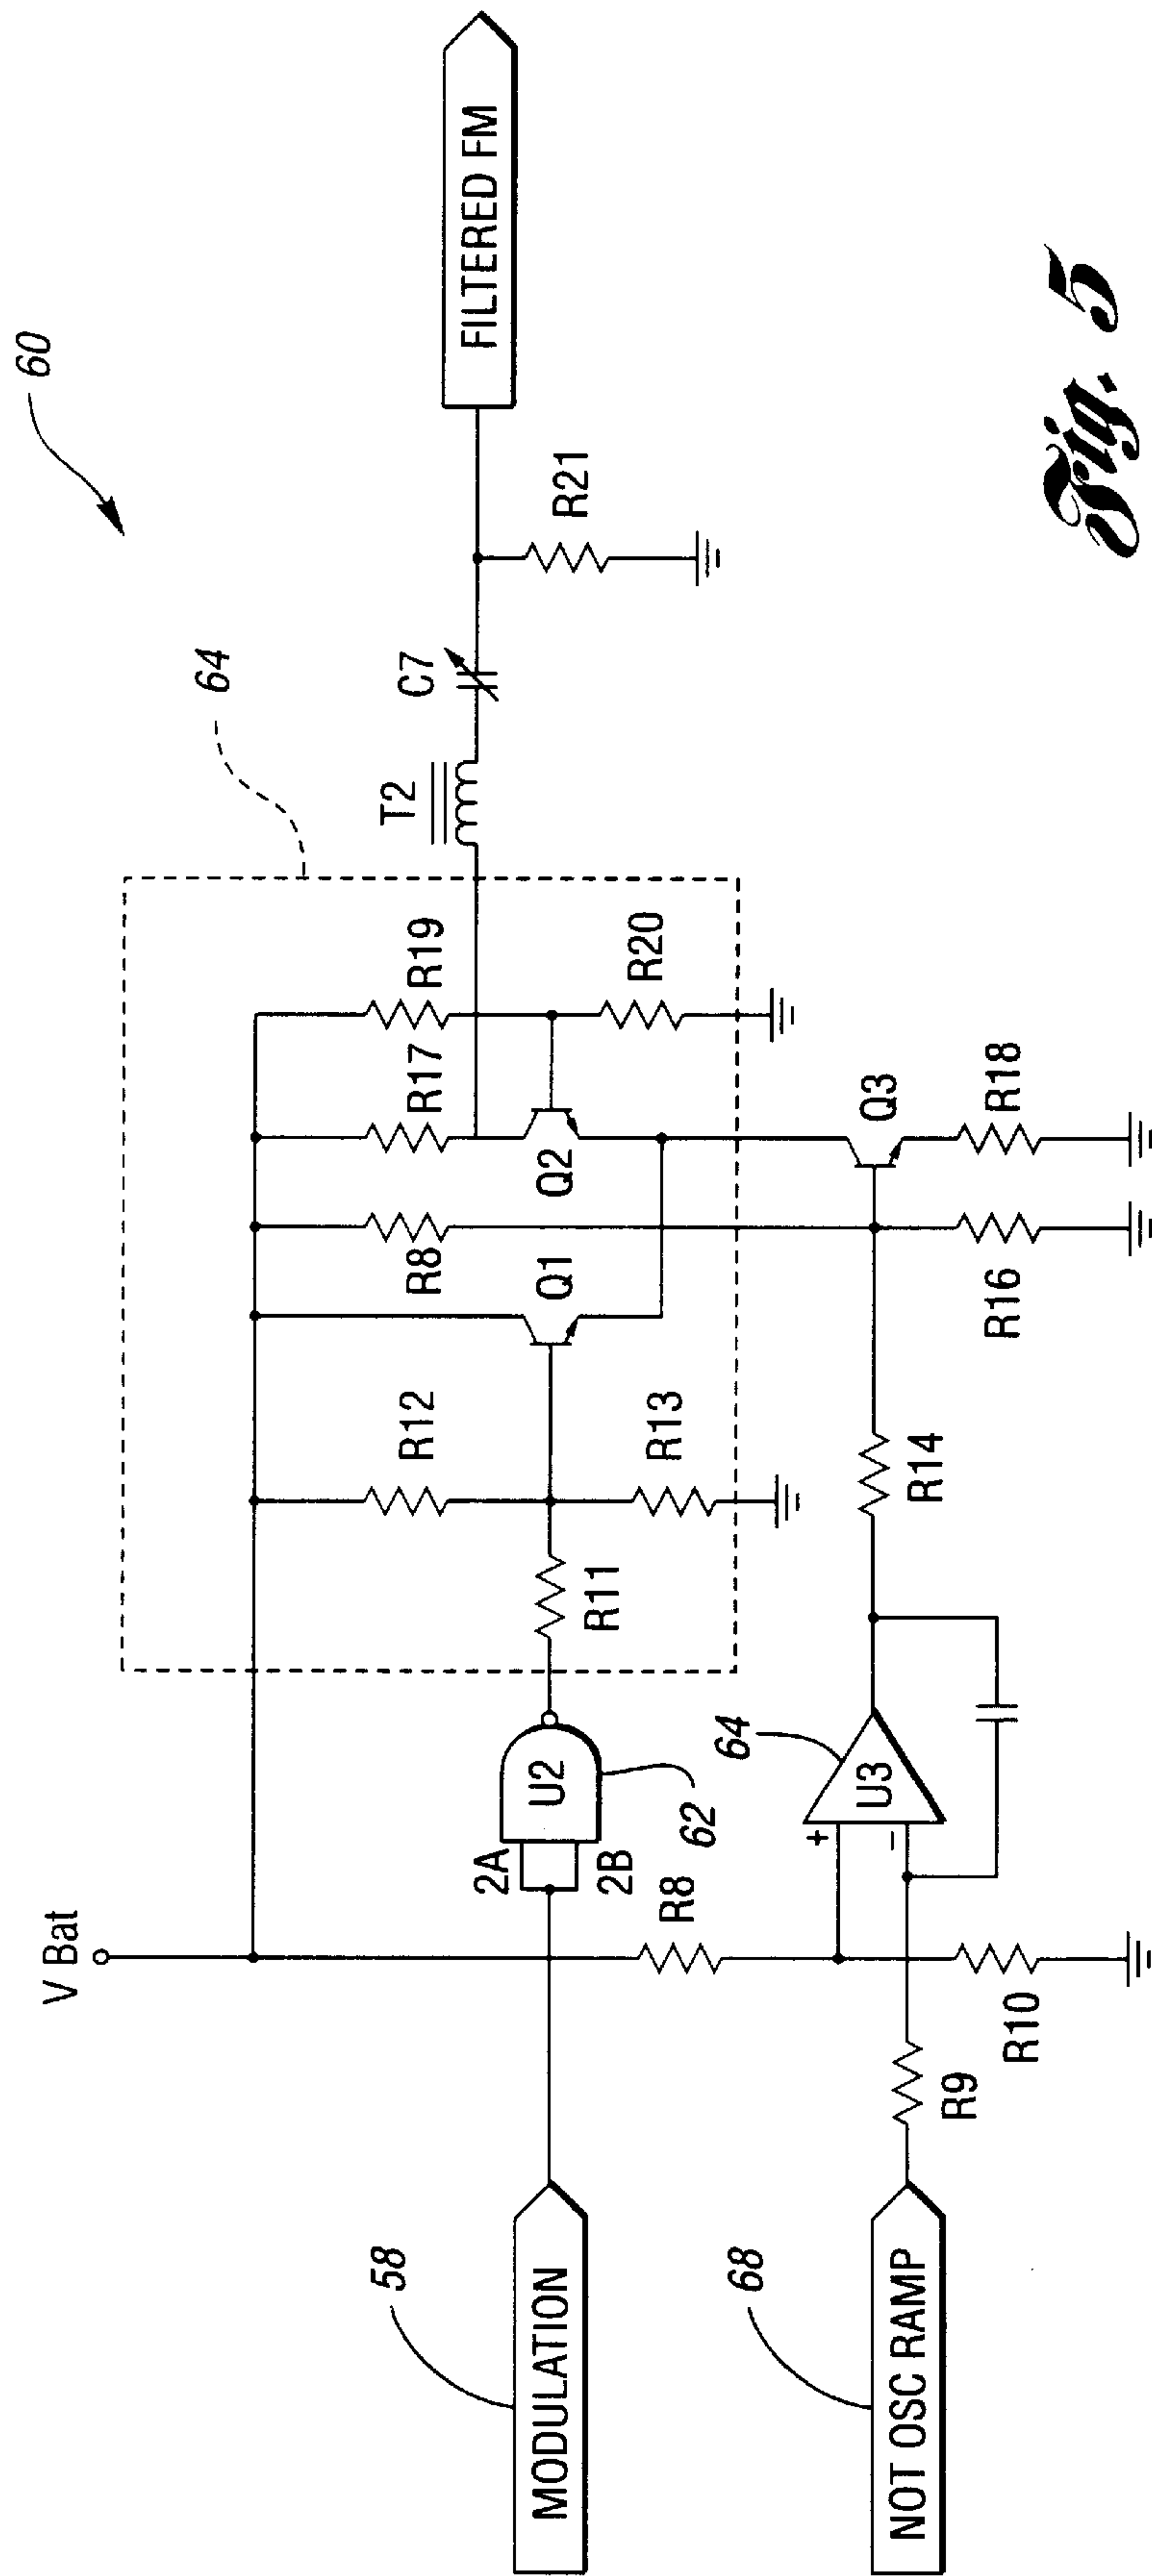 60
64
V Bat
R12
R8
R17
R19
T2
C7
FILTERED FM
Q1
Q2
R21
58
MODULATION
2A
2B
U2
62
R11
R13
R20
R8
68
NOT OSC RAMP
R9
R10
+
-
64
U3
R14
R16
Q3
R18
Fig. 5